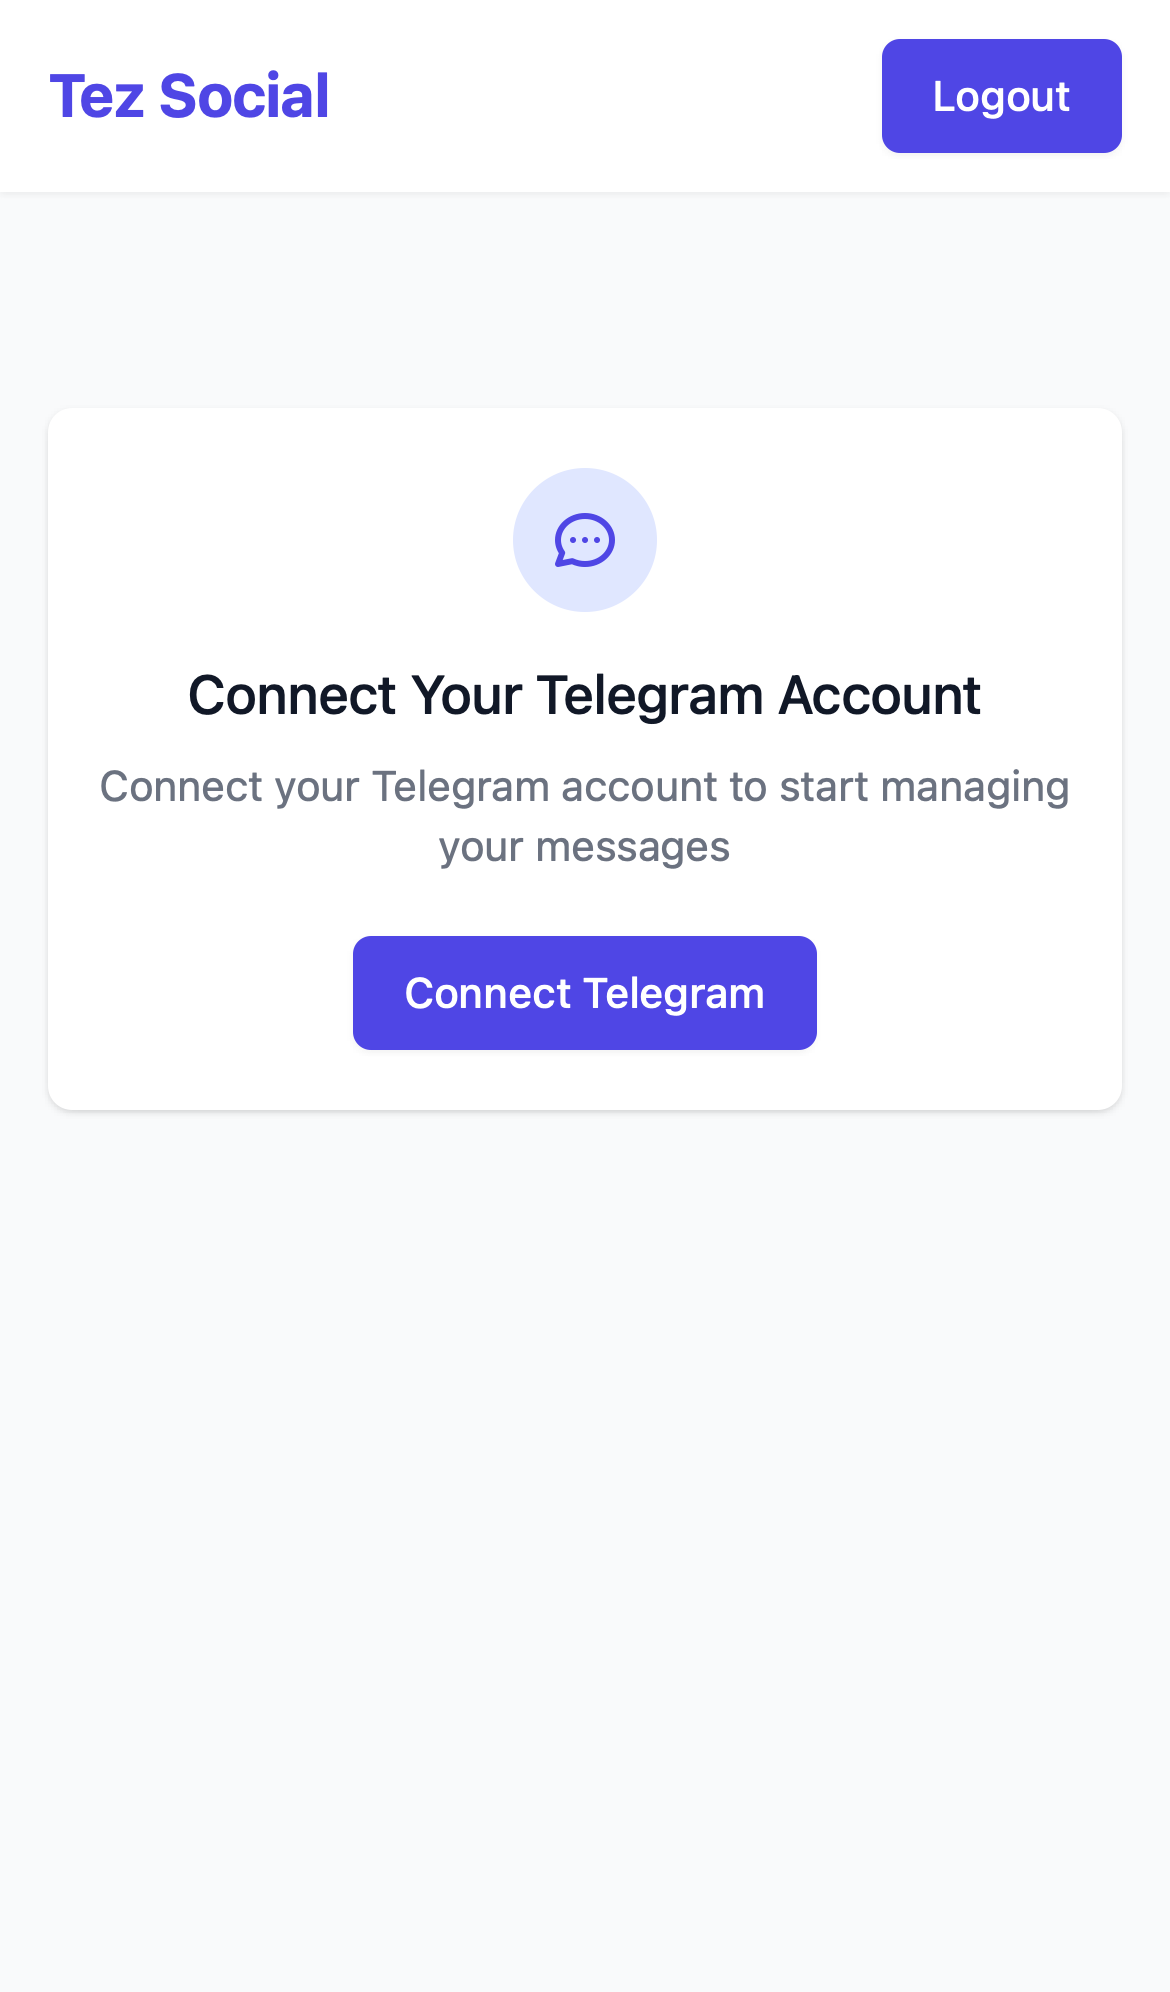 Tez Social
Logout
Connect Your Telegram Account
Connect your Telegram account to start managing
your messages
Connect Telegram